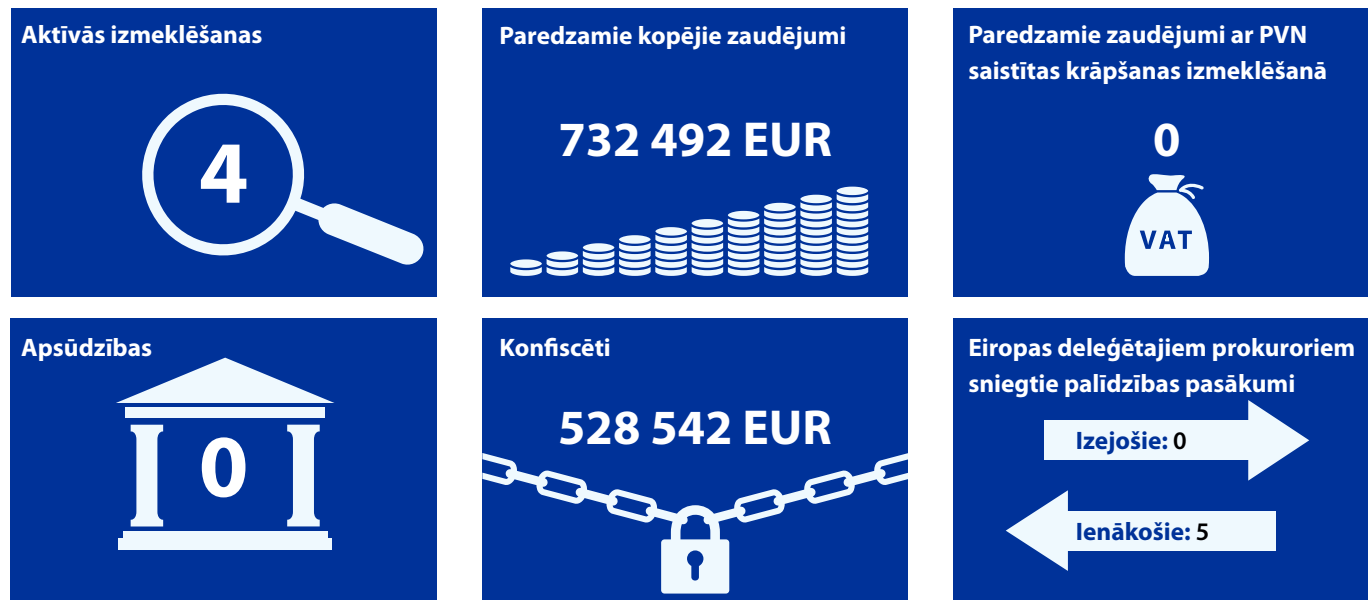 Aktīvās izmeklēšanas
4
Paredzamie kopējie zaudējumi
732 492 EUR
Paredzamie zaudējumi ar PVN
saistītas krāpšanas izmeklēšanā
0
VAT
Apsūdzības
0
Konfiscēti
528 542 EUR
Eiropas deleģētajiem prokuroriem
sniegtie palīdzības pasākumi
Izejošie: 0
Ienākošie: 5